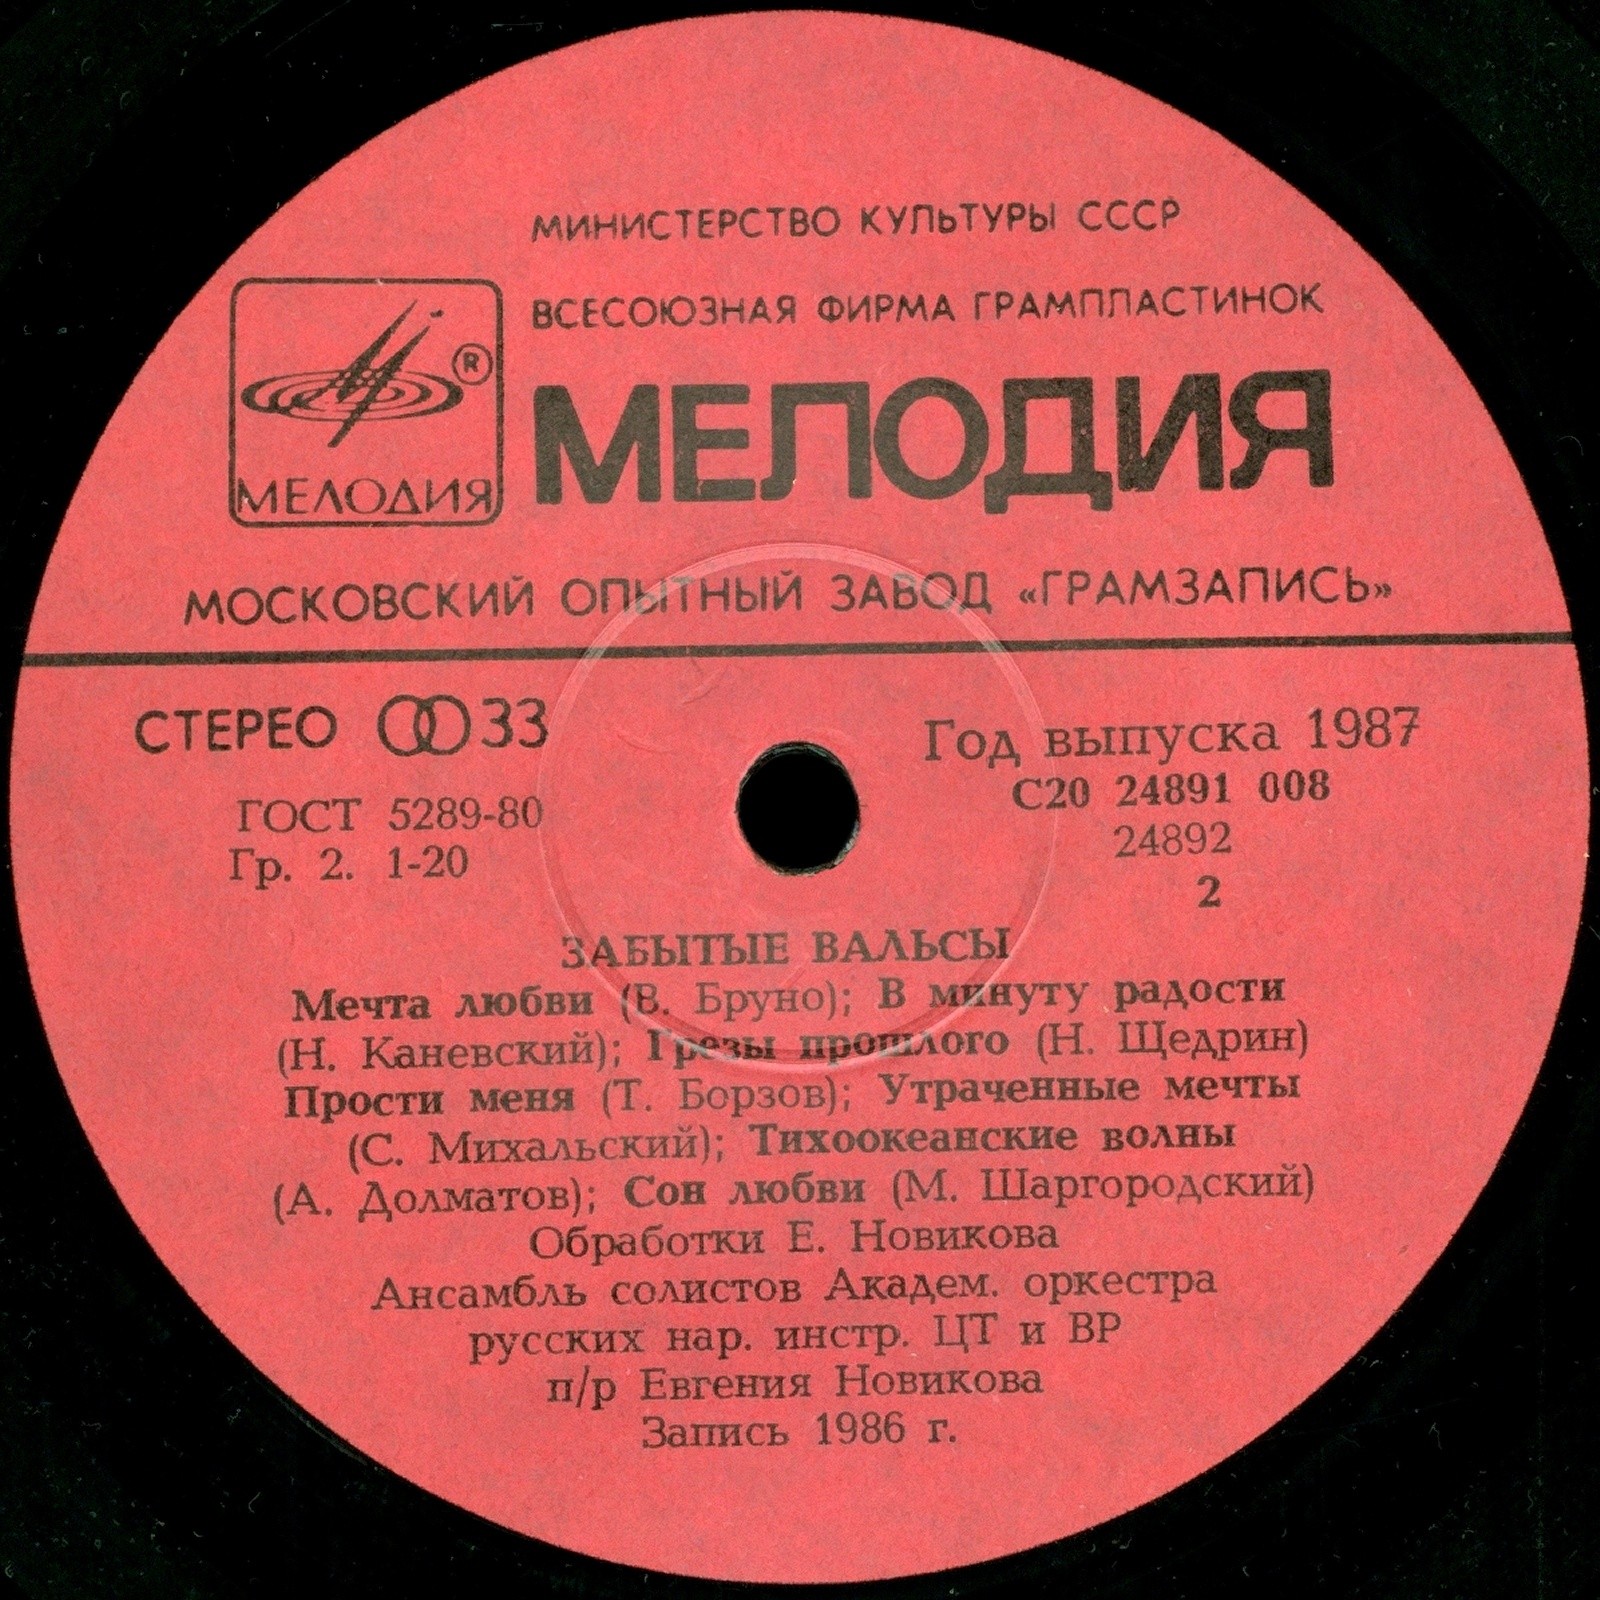 МИНИСТЕРСТВО КУЛЬТУРЫ СССР
ВСЕСОЮЗНАЯ ФИРМА ГРАМПЛАСТИНОК
МЕЛОДИЯ
®
МЕЛОДИЯ
МОСКОВСКИЙ ОПЫТНЫЙ ЗАВОД «ГРАМЗАПИСЬ»
СТЕРЕО 33
Год выпуска 1987
ГОСТ 5289-80
С20 24891 008
Гр. 2. 1-20
24892
2
ЗАБЫТЫЕ ВАЛЬСЫ
Мечта любви (В. Бруно); В минуту радости
(Н. Каневский); Грезы прошлого (Н. Щедрин)
Прости меня (Т. Борзов); Утраченные мечты
(С. Михальский); Тихоокеанские волны
(А. Долматов); Сон любви (М. Шаргородский)
Обработки Е. Новикова
Ансамбль солистов Академ. оркестра
русских нар. инстр. ЦТ и ВР
п/р Евгения Новикова
Запись 1986 г.